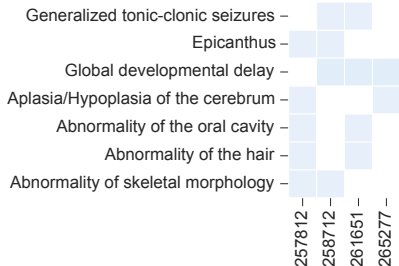 Generalized tonic-clonic seizures
Epicanthus
Global developmental delay
Aplasia/Hypoplasia of the cerebrum
Abnormality of the oral cavity
Abnormality of the hair
Abnormality of skeletal morphology
257812
258712
261651
265277